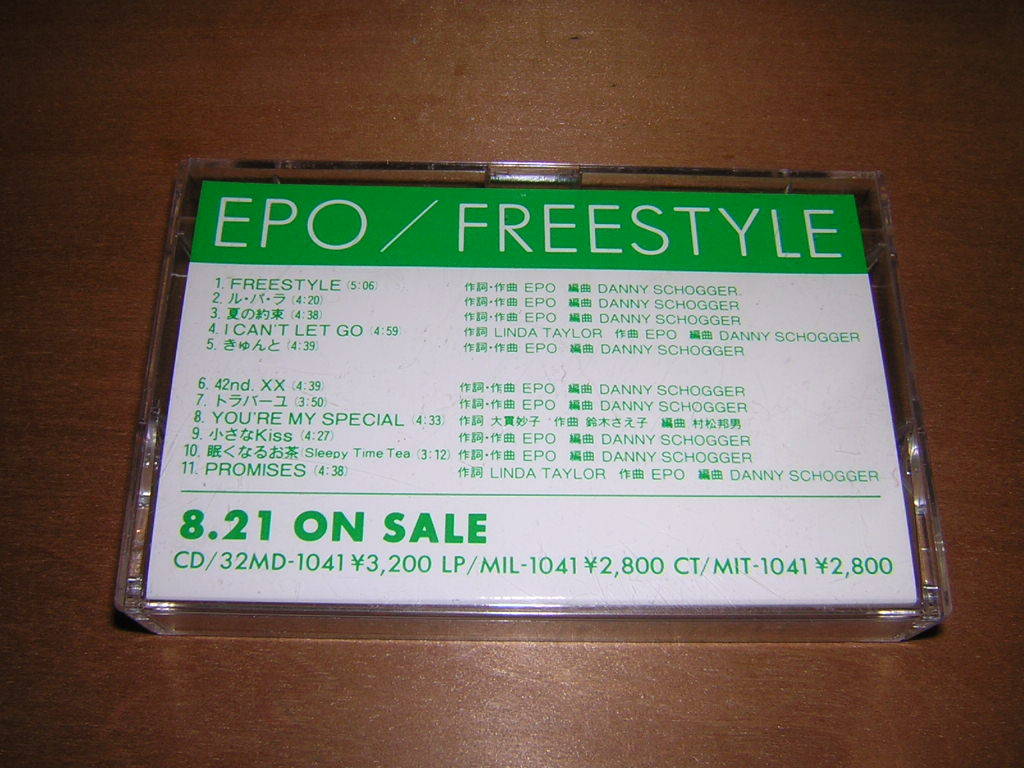 EPO / FREESTYLE
1. FREESTYLE (5:06) 作詞・作曲 EPO 編曲 DANNY SCHOGGER
2. ル・パ・ラ (4:20) 作詞・作曲 EPO 編曲 DANNY SCHOGGER
3. 夏の約束 (4:38) 作詞・作曲 EPO 編曲 DANNY SCHOGGER
4. I CAN'T LET GO (4:59) 作詞 LINDA TAYLOR 作曲 EPO 編曲 DANNY SCHOGGER
5. きゅんと (4:39) 作詞・作曲 EPO 編曲 DANNY SCHOGGER
6. 42nd. XX (4:39) 作詞・作曲 EPO 編曲 DANNY SCHOGGER
7. トラバーユ (3:50) 作詞・作曲 EPO 編曲 DANNY SCHOGGER
8. YOU'RE MY SPECIAL (4:33) 作詞 大貫妙子 作曲 鈴木さえ子 編曲 村松邦男
9. 小さなKiss (4:27) 作詞・作曲 EPO 編曲 DANNY SCHOGGER
10. 眠くなるお茶(Sleepy Time Tea) (3:12) 作詞・作曲 EPO 編曲 DANNY SCHOGGER
11. PROMISES (4:38) 作詞 LINDA TAYLOR 作曲 EPO 編曲 DANNY SCHOGGER
8.21 ON SALE
CD/32MD-1041 ¥3,200 LP/MIL-1041 ¥2,800 CT/MIT-1041 ¥2,800